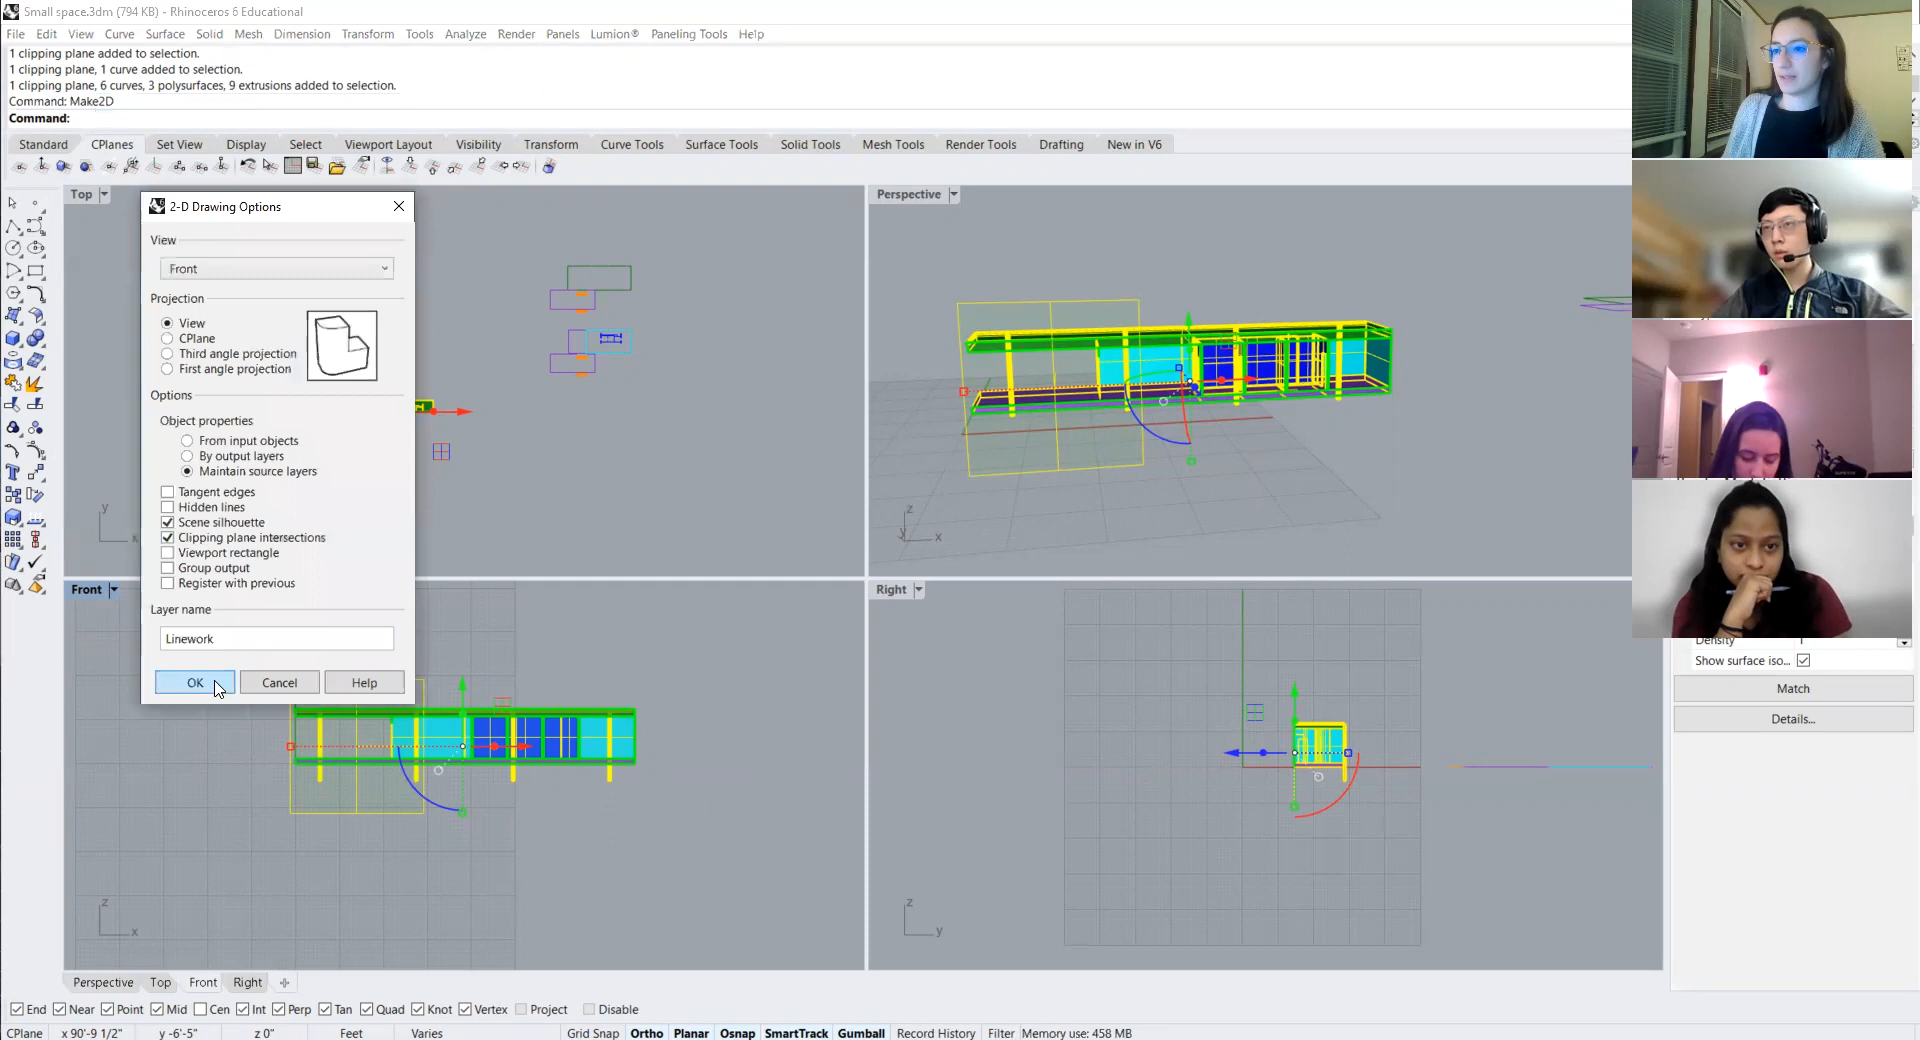 Small space.3dm (794 KB) - Rhinoceros 6 Educational
File Edit View Curve Surface Solid Mesh Dimension Transform Tools Analyze Render Panels Lumion® Paneling Tools Help
1 clipping plane added to selection.
1 clipping plane, 1 curve added to selection.
1 clipping plane, 6 curves, 3 polysurfaces, 9 extrusions added to selection.
Command: Make2D
Command:
Standard CPlanes Set View Display Select Viewport Layout Visibility Transform Curve Tools Surface Tools Solid Tools Mesh Tools Render Tools Drafting New in V6
Top
Perspective
2-D Drawing Options
View
Front
Projection
View
CPlane
Third angle projection
First angle projection
Options
Object properties:
From input objects
By output layers
Maintain source layers
Tangent edges
Hidden lines
Scene silhouette
Clipping plane intersections
Viewport rectangle
Group output
Register with previous
Layer name
Linework
OK Cancel Help
y
z
y x
Front
Right
z
x
z
y
Density 1
Show surface iso...
Match
Details...
Perspective Top Front Right
End Near Point Mid Cen Int Perp Tan Quad Knot Vertex Project Disable
CPlane x 90'-9 1/2" y -6'-5" z 0" Feet Varies Grid Snap Ortho Planar Osnap SmartTrack Gumball Record History Filter Memory use: 458 MB